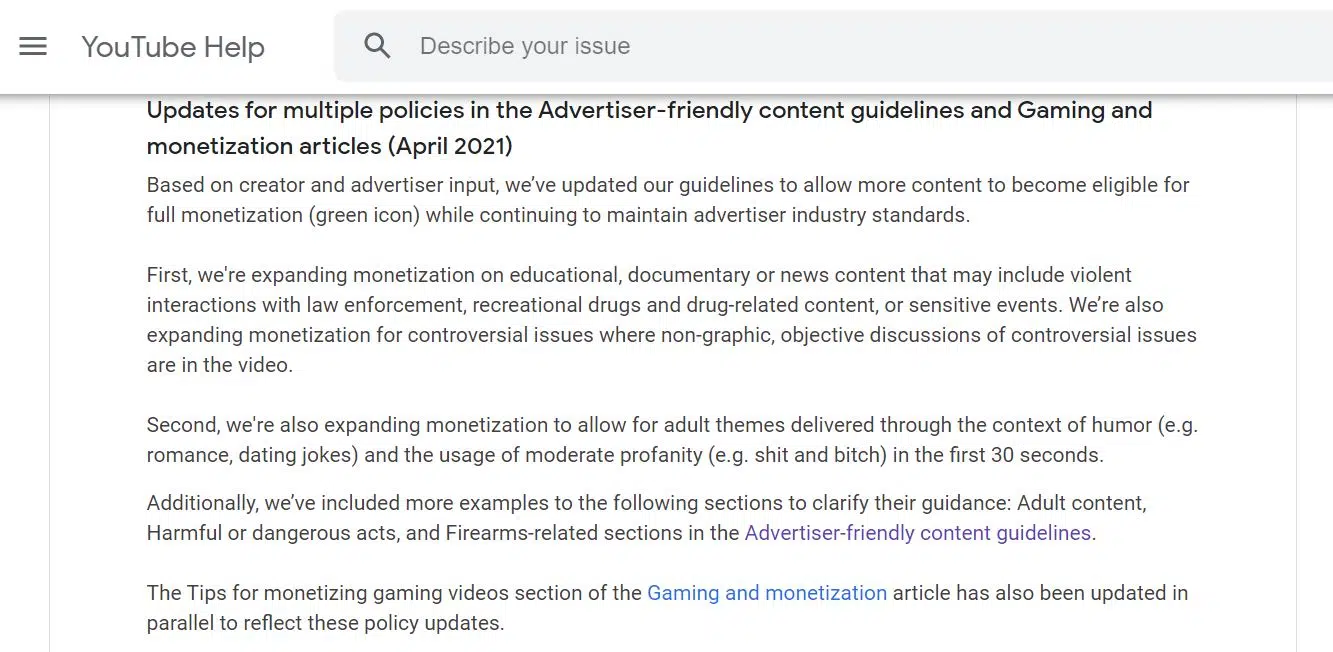 YouTube Help
Describe your issue
Updates for multiple policies in the Advertiser-friendly content guidelines and Gaming and
monetization articles (April 2021)
Based on creator and advertiser input, we’ve updated our guidelines to allow more content to become eligible for
full monetization (green icon) while continuing to maintain advertiser industry standards.
First, we're expanding monetization on educational, documentary or news content that may include violent
interactions with law enforcement, recreational drugs and drug-related content, or sensitive events. We’re also
expanding monetization for controversial issues where non-graphic, objective discussions of controversial issues
are in the video.
Second, we're also expanding monetization to allow for adult themes delivered through the context of humor (e.g.
romance, dating jokes) and the usage of moderate profanity (e.g. shit and bitch) in the first 30 seconds.
Additionally, we’ve included more examples to the following sections to clarify their guidance: Adult content,
Harmful or dangerous acts, and Firearms-related sections in the Advertiser-friendly content guidelines.
The Tips for monetizing gaming videos section of the Gaming and monetization article has also been updated in
parallel to reflect these policy updates.